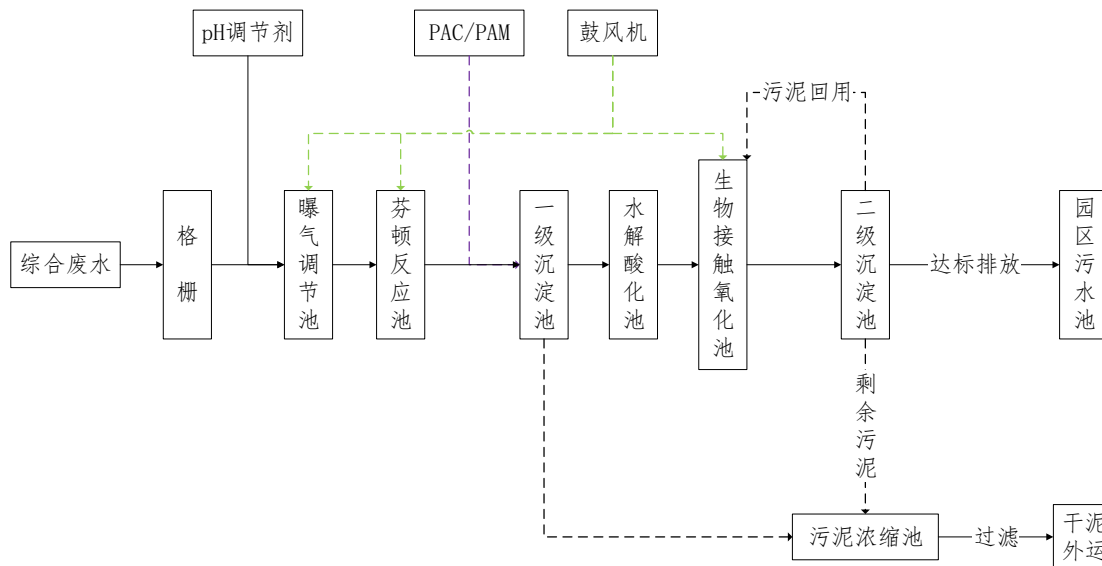 pH调节剂
PAC/PAM
鼓风机
污泥回用
综合废水
格栅
曝气调节池
芬顿反应池
一级沉淀池
水解酸化池
生物接触氧化池
二级沉淀池
达标排放
园区污水池
剩余污泥
污泥浓缩池
过滤
干泥
外运